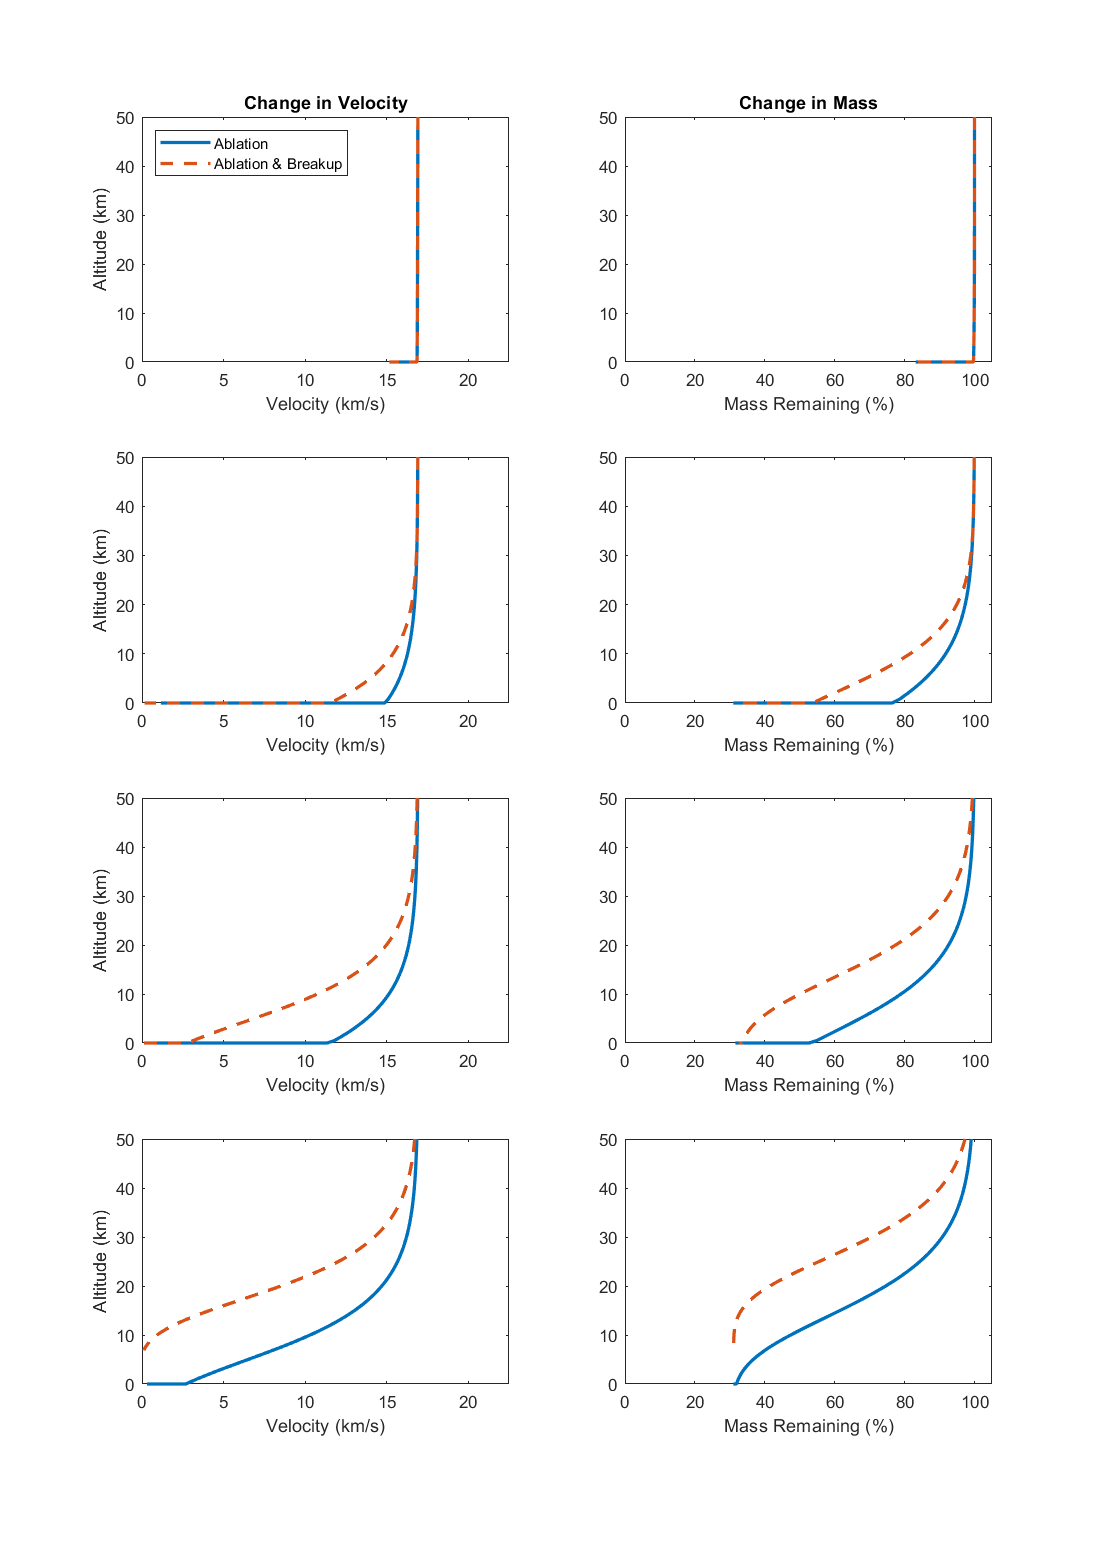 Change in Velocity
Change in Mass
50
40
30
20
10
0
Altitude (km)
Ablation
Ablation & Breakup
0 5 10 15 20
Velocity (km/s)
50
40
30
20
10
0
0 20 40 60 80 100
Mass Remaining (%)
50
40
30
20
10
0
Altitude (km)
0 5 10 15 20
Velocity (km/s)
50
40
30
20
10
0
0 20 40 60 80 100
Mass Remaining (%)
50
40
30
20
10
0
Altitude (km)
0 5 10 15 20
Velocity (km/s)
50
40
30
20
10
0
0 20 40 60 80 100
Mass Remaining (%)
50
40
30
20
10
0
Altitude (km)
0 5 10 15 20
Velocity (km/s)
50
40
30
20
10
0
0 20 40 60 80 100
Mass Remaining (%)